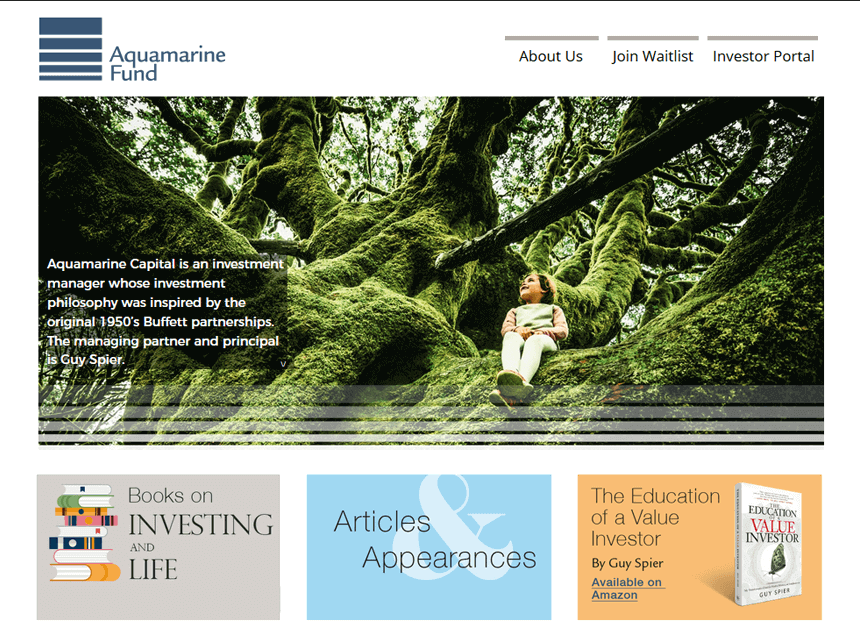 Aquamarine
Fund
About Us
Join Waitlist
Investor Portal
Aquamarine Capital is an investment
manager whose investment
philosophy was inspired by the
original 1950's Buffett partnerships.
The managing partner and principal
is Guy Spier.
v
Books on
INVESTING
AND
LIFE
&
Articles
Appearances
The Education
of a Value
Investor
By Guy Spier
Available on
Amazon
THE
EDUCATION
OF A
VALUE
INVESTOR
GUY SPIER